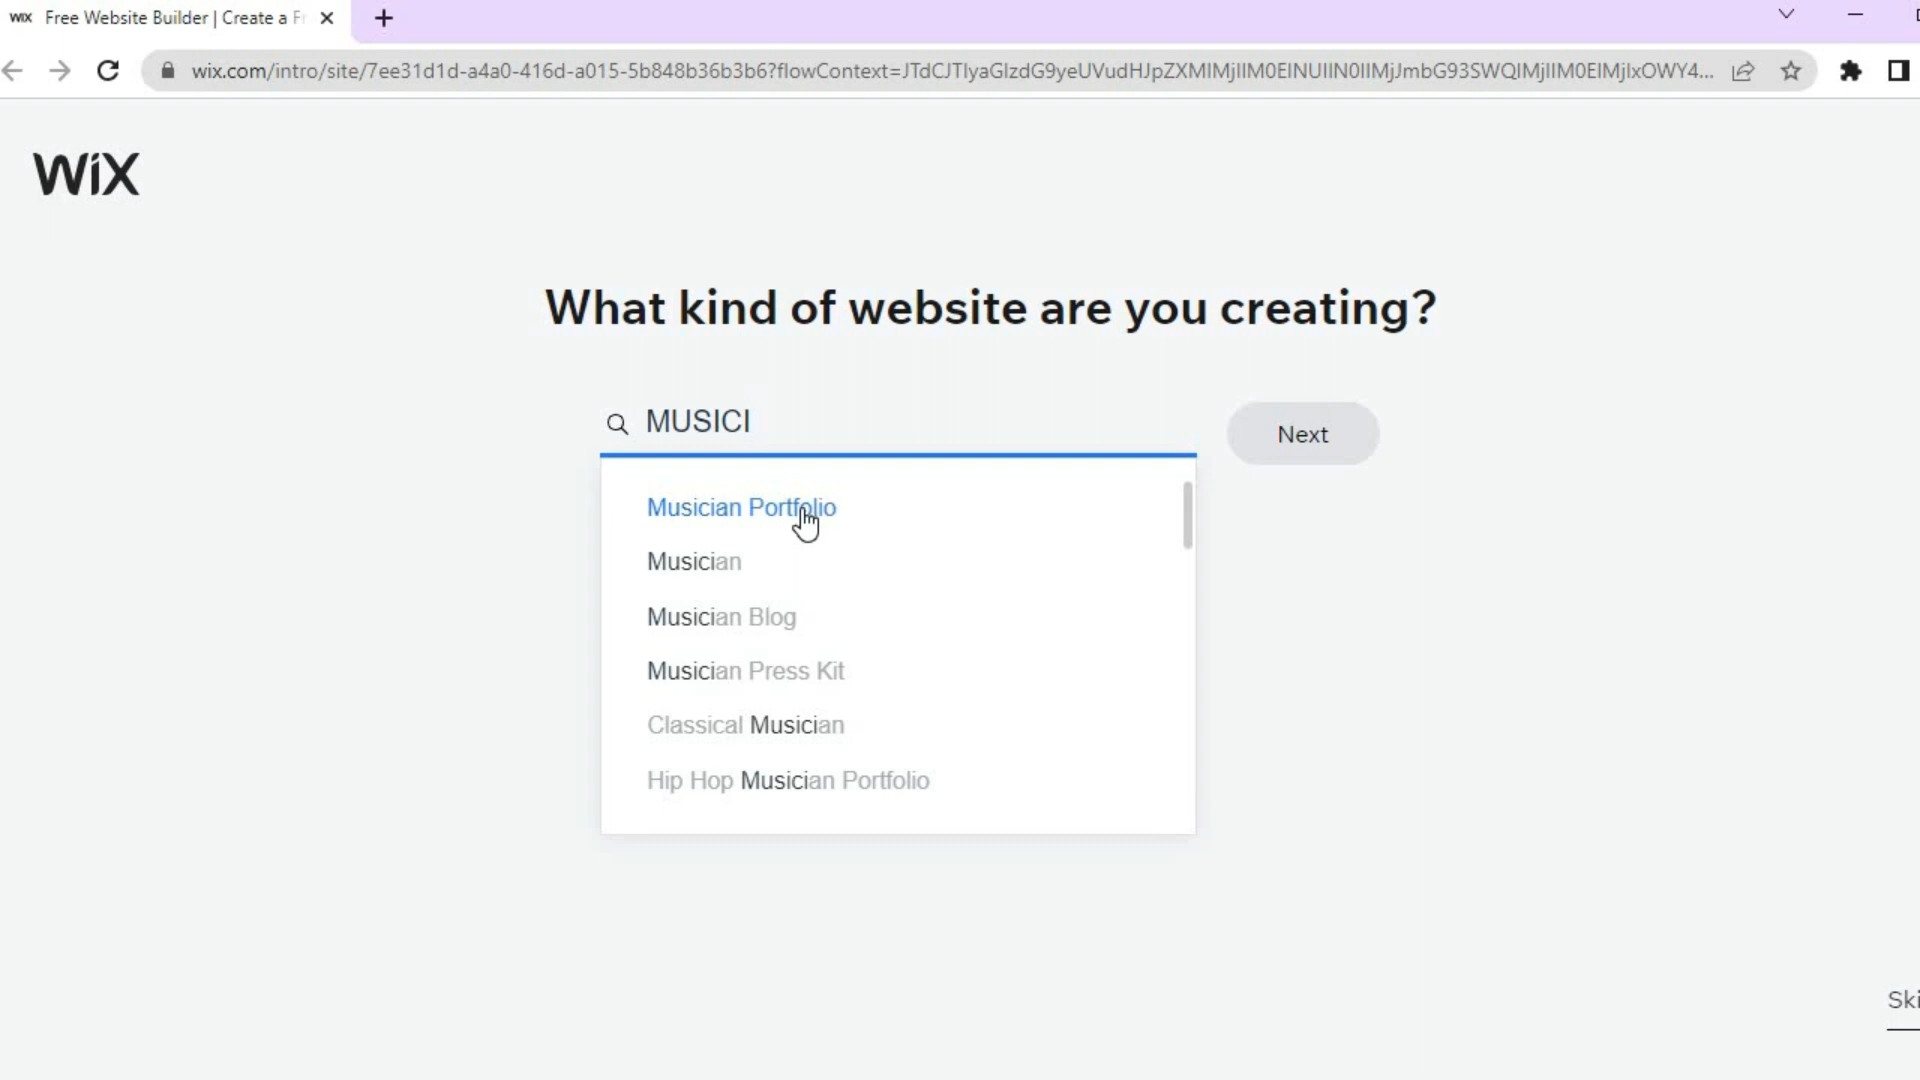 WiX Free Website Builder | Create a F
wix.com/intro/site/7ee31d1d-a4a0-416d-a015-5b848b36b3b6?flowContext=
WiX
What kind of website are you creating?
MUSICI
Next
Musician Portfolio
Musician
Musician Blog
Musician Press Kit
Classical Musician
Hip Hop Musician Portfolio
Ski